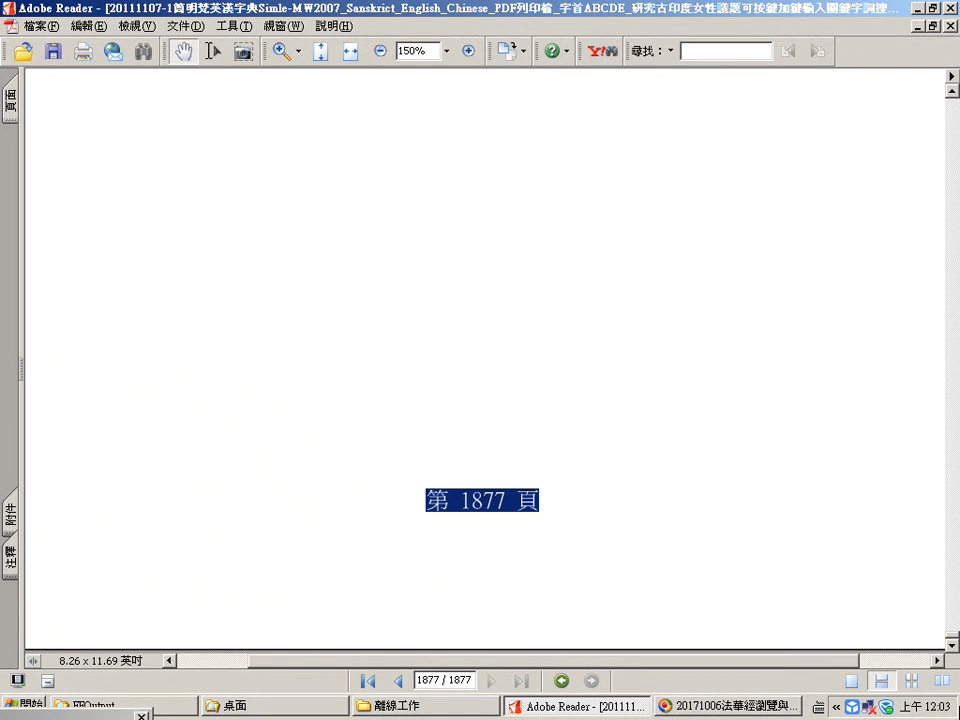 Adobe Reader - [20111107-1簡明梵英漢字典Simle-MW2007_Sanskrict_English_Chinese_PDF列印檔_字首ABCDE_研究古印度女性議題可按鍵加鍵輸入關鍵字詞搜...
檔案(F) 編輯(E) 檢視(V) 文件(D) 工具(T) 視窗(W) 說明(H)
150% Y! 尋找:
頁面
第 1877 頁
附件
注釋
8.26 x 11.69 英吋
1877 / 1877
開始 FFOutput 桌面 離線工作 Adobe Reader - [201111... 20171006法華經瀏覽與... 上午 12:03